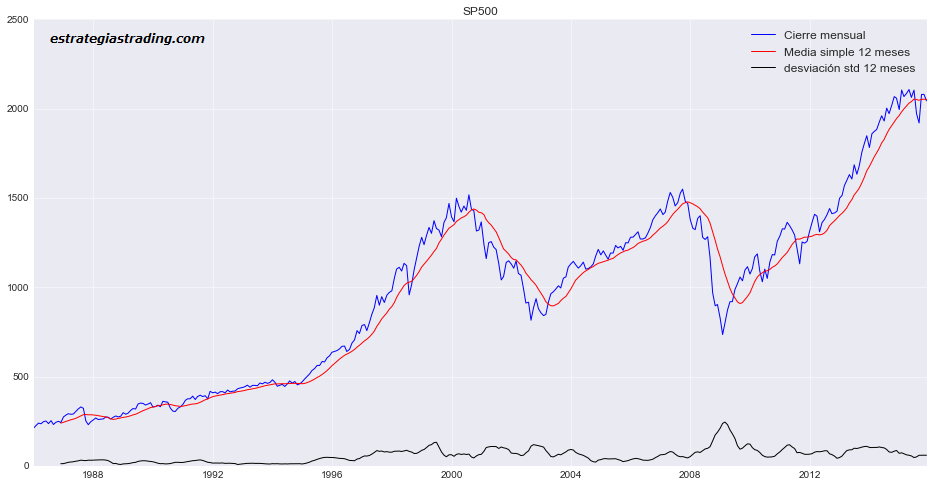 SP500
estrategiastrading.com
Cierre mensual
Media simple 12 meses
desviación std 12 meses
2500
2000
1500
1000
500
0
1988 1992 1996 2000 2004 2008 2012